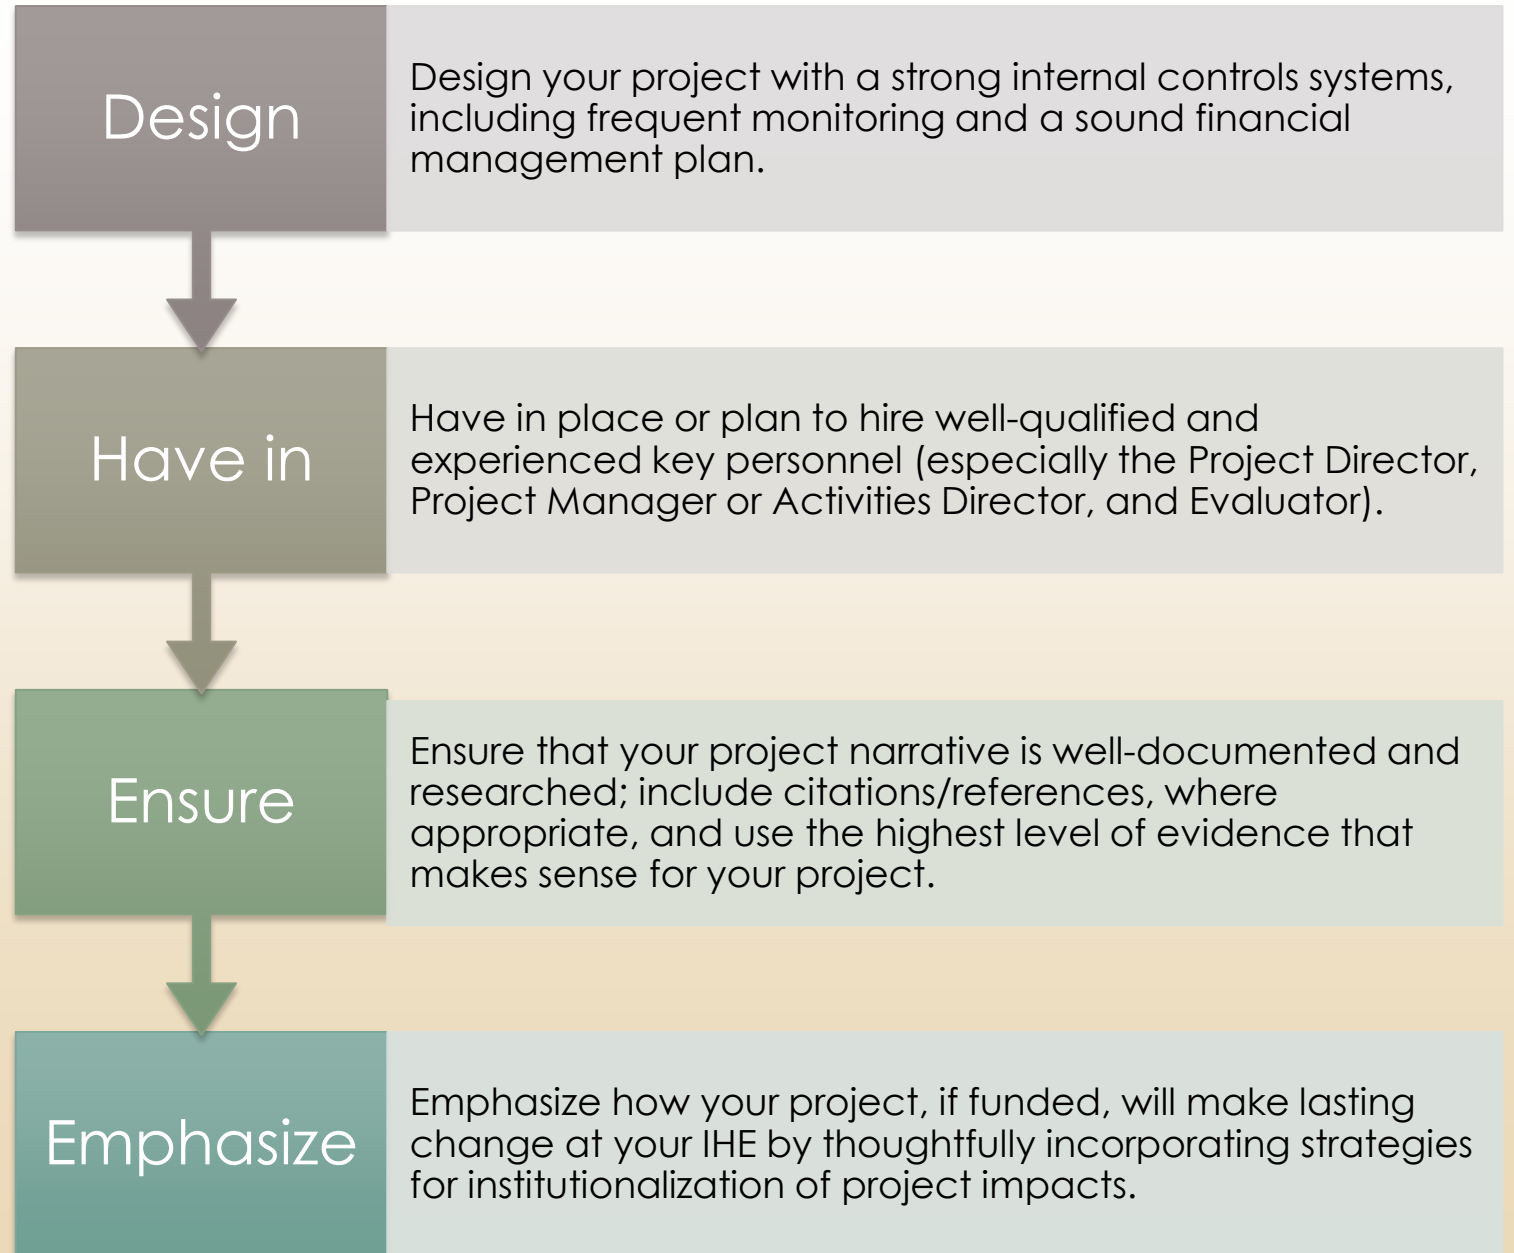 Design
Design your project with a strong internal controls systems,
including frequent monitoring and a sound financial
management plan.
Have in
Have in place or plan to hire well-qualified and
experienced key personnel (especially the Project Director,
Project Manager or Activities Director, and Evaluator).
Ensure
Ensure that your project narrative is well-documented and
researched; include citations/references, where
appropriate, and use the highest level of evidence that
makes sense for your project.
Emphasize
Emphasize how your project, if funded, will make lasting
change at your IHE by thoughtfully incorporating strategies
for institutionalization of project impacts.